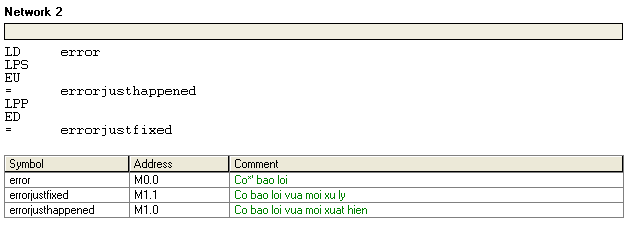 Network 2
LD error
LPS
EU
= errorjusthappened
LPP
ED
= errorjustfixed
Symbol Address Comment
error M0.0 Co*' bao loi
errorjustfixed M1.1 Co bao loi vua moi xu ly
errorjusthappened M1.0 Co bao loi vua moi xuat hien